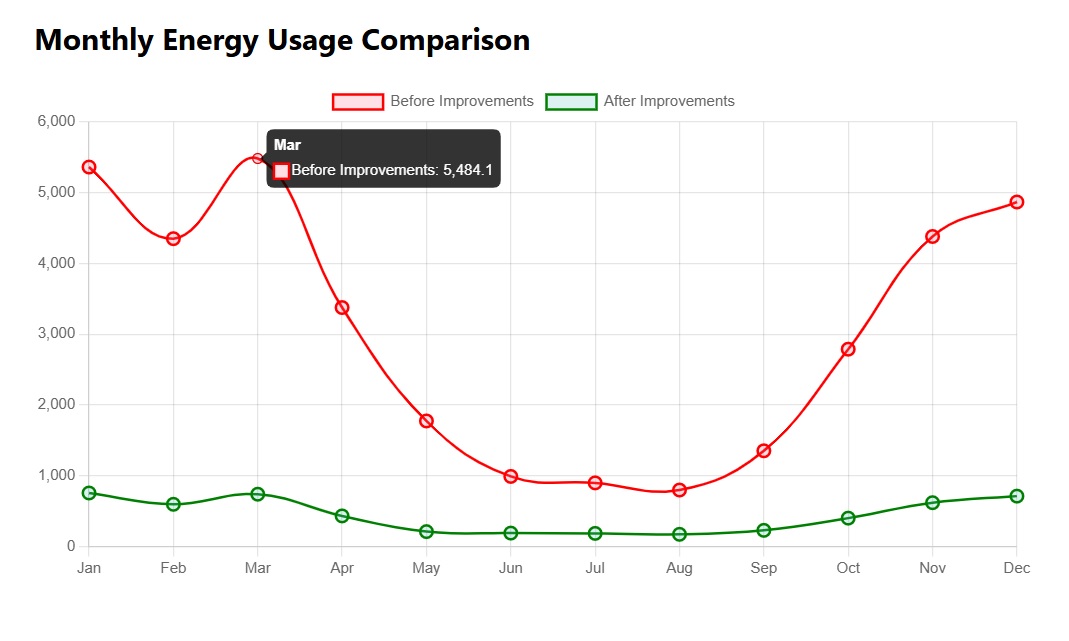 Monthly Energy Usage Comparison
Before Improvements After Improvements
6,000
Mar
Before Improvements: 5,484.1
5,000
4,000
3,000
2,000
1,000
0
Jan Feb Mar Apr May Jun Jul Aug Sep Oct Nov Dec